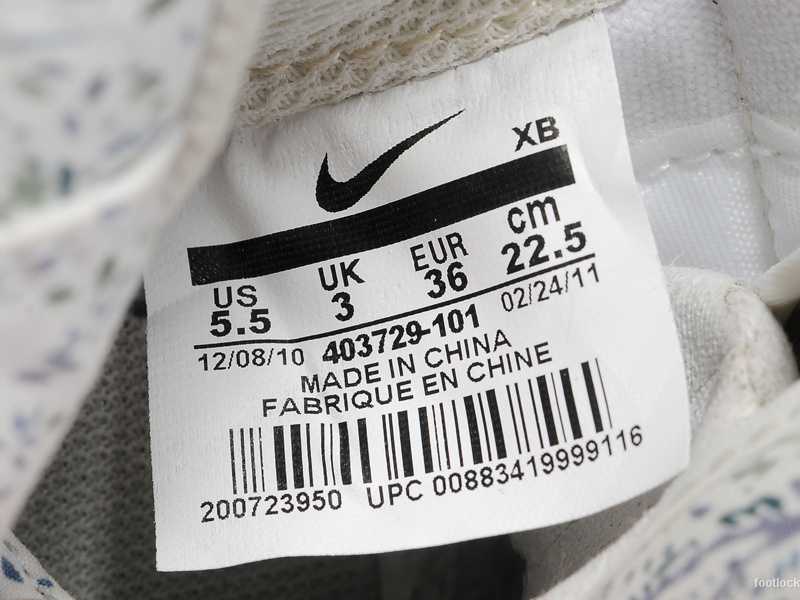 XB
US UK EUR cm
5.5 3 36 22.5
12/08/10 403729-101 02/24/11
MADE IN CHINA
FABRIQUE EN CHINE
200723950 UPC 00883419999116
footlock